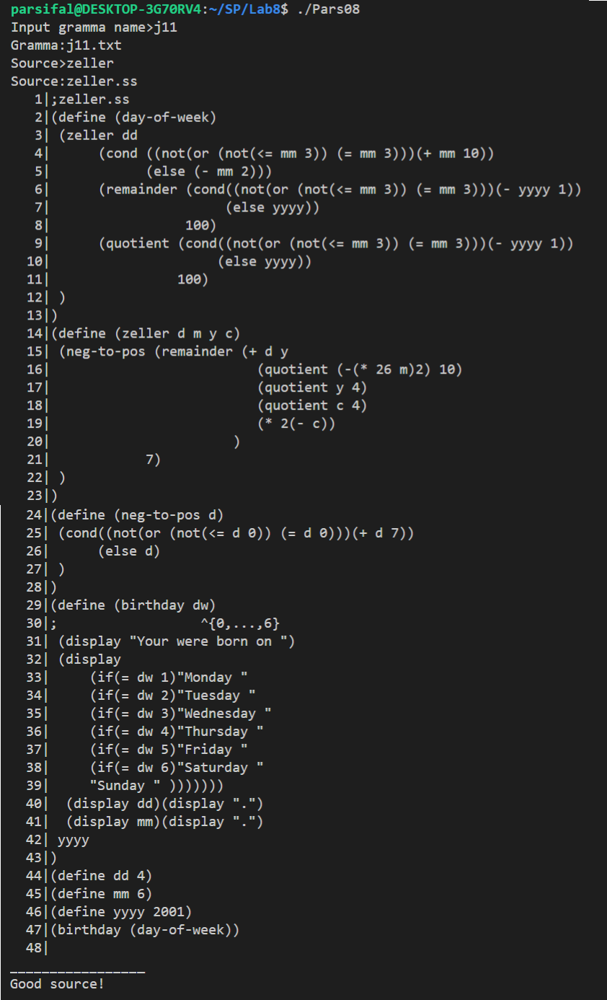 parsifal@DESKTOP-3G70RV4:~/SP/Lab8$ ./Pars08
Input gramma name>j11
Gramma:j11.txt
Source>zeller
Source:zeller.ss
   1|;zeller.ss
   2|(define (day-of-week)
   3| (zeller dd
   4|      (cond ((not(or (not(<= mm 3)) (= mm 3)))(+ mm 10))
   5|            (else (- mm 2)))
   6|      (remainder (cond((not(or (not(<= mm 3)) (= mm 3)))(- yyyy 1))
   7|                      (else yyyy))
   8|                 100)
   9|      (quotient (cond((not(or (not(<= mm 3)) (= mm 3)))(- yyyy 1))
  10|                     (else yyyy))
  11|                100)
  12| )
  13|)
  14|(define (zeller d m y c)
  15| (neg-to-pos (remainder (+ d y
  16|                          (quotient (-(* 26 m)2) 10)
  17|                          (quotient y 4)
  18|                          (quotient c 4)
  19|                          (* 2(- c))
  20|                       )
  21|            7)
  22| )
  23|)
  24|(define (neg-to-pos d)
  25| (cond((not(or (not(<= d 0)) (= d 0)))(+ d 7))
  26|      (else d)
  27| )
  28|)
  29|(define (birthday dw)
  30|;                  ^{0,...,6}
  31| (display "Your were born on ")
  32| (display
  33|     (if(= dw 1)"Monday "
  34|     (if(= dw 2)"Tuesday "
  35|     (if(= dw 3)"Wednesday "
  36|     (if(= dw 4)"Thursday "
  37|     (if(= dw 5)"Friday "
  38|     (if(= dw 6)"Saturday "
  39|     "Sunday " )))))))
  40|  (display dd)(display ".")
  41|  (display mm)(display ".")
  42| yyyy
  43|)
  44|(define dd 4)
  45|(define mm 6)
  46|(define yyyy 2001)
  47|(birthday (day-of-week))
  48|
_________________
Good source!